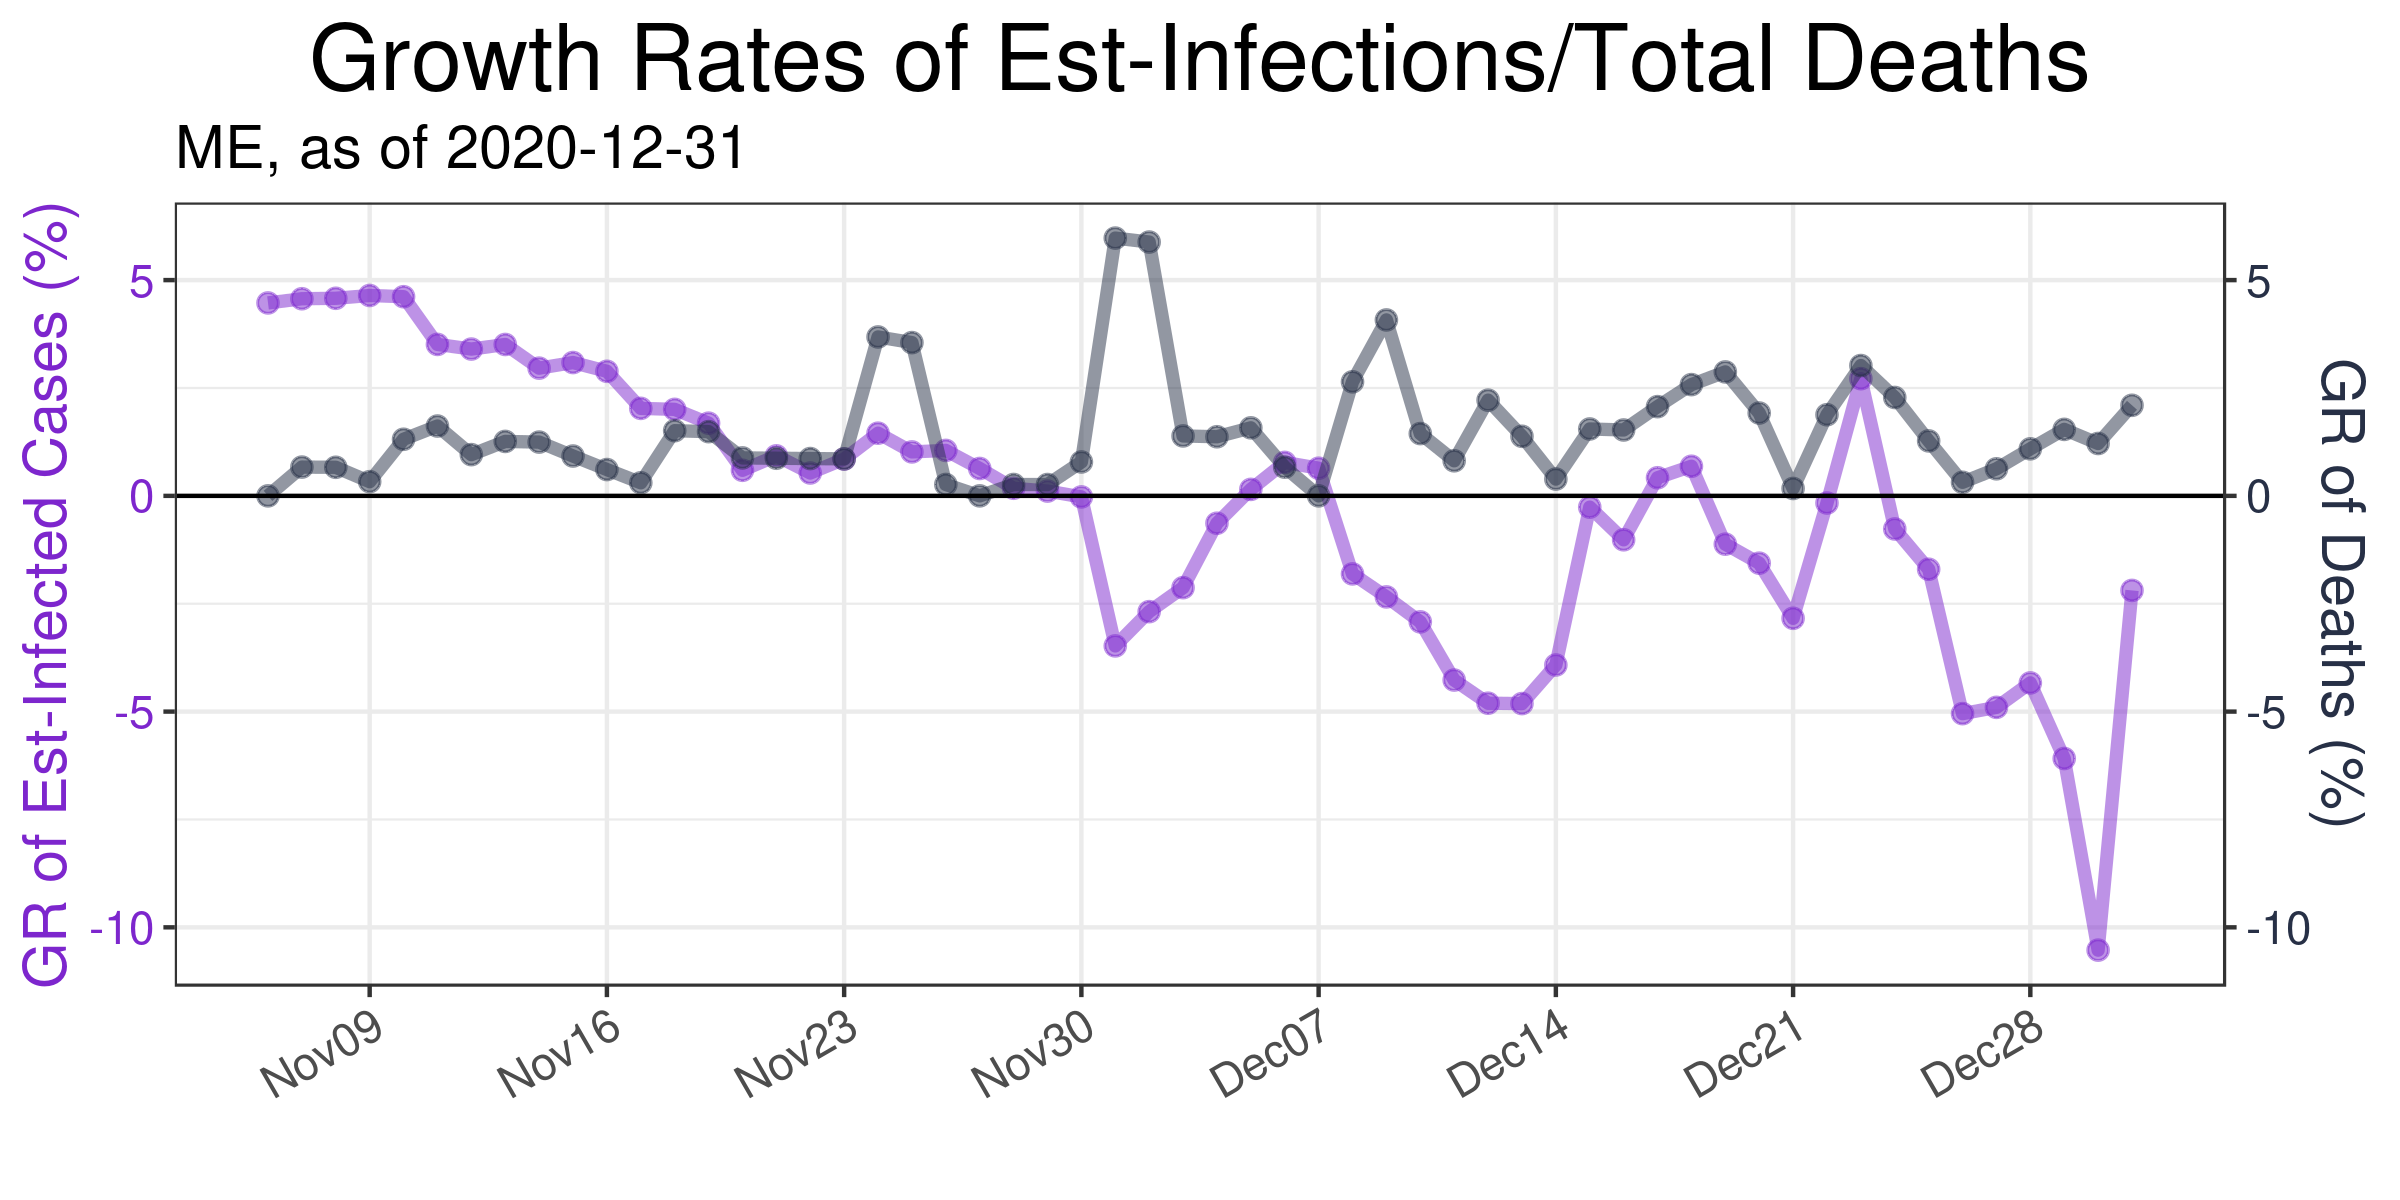 Growth Rates of Est-Infections/Total Deaths
ME, as of 2020-12-31
GR of Est-Infected Cases (%)
5
0
-5
-10
5
0
-5
-10
GR of Deaths (%)
Nov09
Nov16
Nov23
Nov30
Dec07
Dec14
Dec21
Dec28